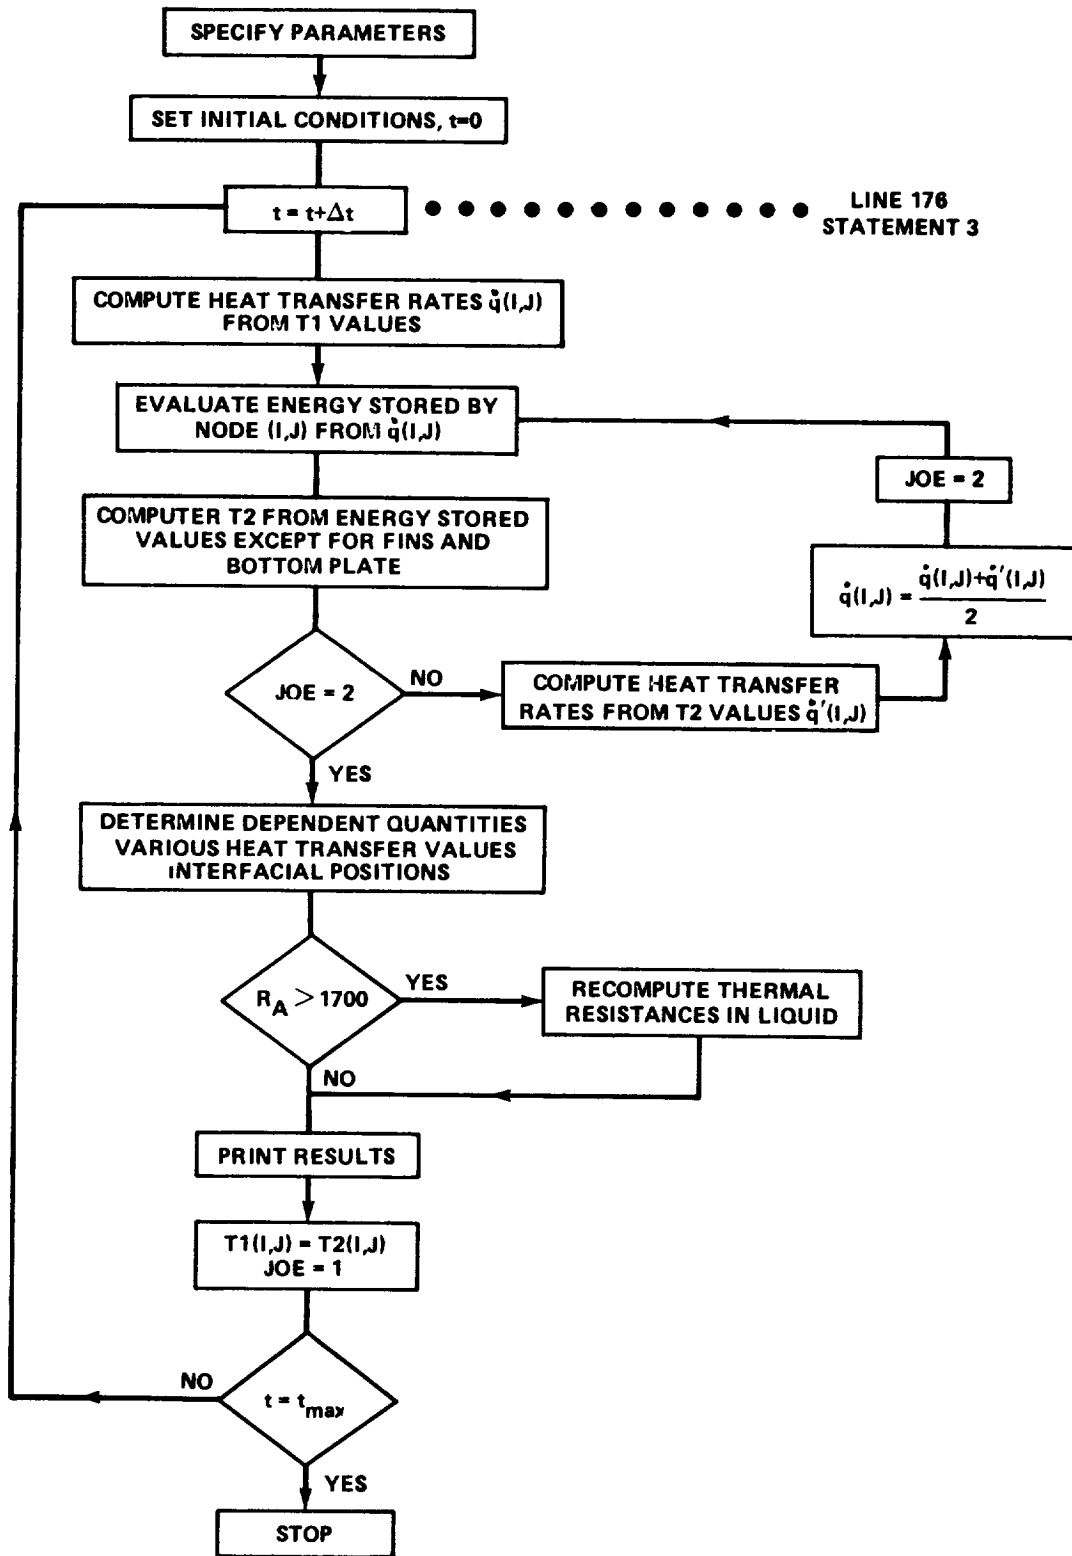 SPECIFY PARAMETERS
SET INITIAL CONDITIONS, t=0
t = t+Δt
LINE 176
STATEMENT 3
COMPUTE HEAT TRANSFER RATES q̇(I,J)
FROM T1 VALUES
EVALUATE ENERGY STORED BY
NODE (I,J) FROM q̇(I,J)
JOE = 2
COMPUTER T2 FROM ENERGY STORED
VALUES EXCEPT FOR FINS AND
BOTTOM PLATE
q̇(I,J) = q̇(I,J)+q̇′(I,J)
2
JOE = 2
NO
COMPUTE HEAT TRANSFER
RATES FROM T2 VALUES q̇′(I,J)
YES
DETERMINE DEPENDENT QUANTITIES
VARIOUS HEAT TRANSFER VALUES
INTERFACIAL POSITIONS
R_A > 1700
YES
RECOMPUTE THERMAL
RESISTANCES IN LIQUID
NO
PRINT RESULTS
T1(I,J) = T2(I,J)
JOE = 1
NO
t = t_max
YES
STOP